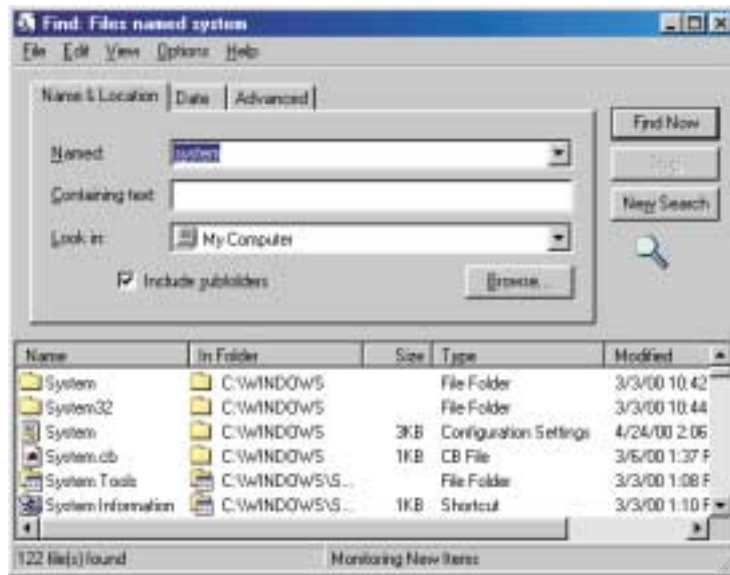 Find: Files named system
File Edit View Options Help
Name & Location Date Advanced
Find Now
Named: system
Stop
Containing text:
New Search
Look in: My Computer
Include subfolders
Browse...
Name In Folder Size Type Modified
System C:\WINDOWS File Folder 3/3/00 10:42
System32 C:\WINDOWS File Folder 3/3/00 10:44
System C:\WINDOWS 3KB Configuration Settings 4/24/00 2:06
System.cb C:\WINDOWS 1KB CB File 3/6/00 1:37 P
System Tools C:\WINDOWS\S... File Folder 3/3/00 1:08 P
System Information C:\WINDOWS\S... 1KB Shortcut 3/3/00 1:10 P
122 file(s) found Monitoring New Items